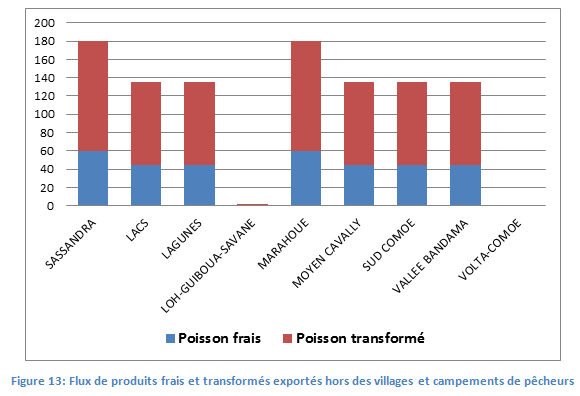 200
180
160
140
120
100
80
60
40
20
0
SASSANDRA
LACS
LAGUNES
LOH-GUIBOUA-SAVANE
MARAHOUE
MOYEN CAVALLY
SUD COMOE
VALLEE BANDAMA
VOLTA-COMOE
Poisson frais
Poisson transformé
Figure 13: Flux de produits frais et transformés exportés hors des villages et campements de pêcheurs